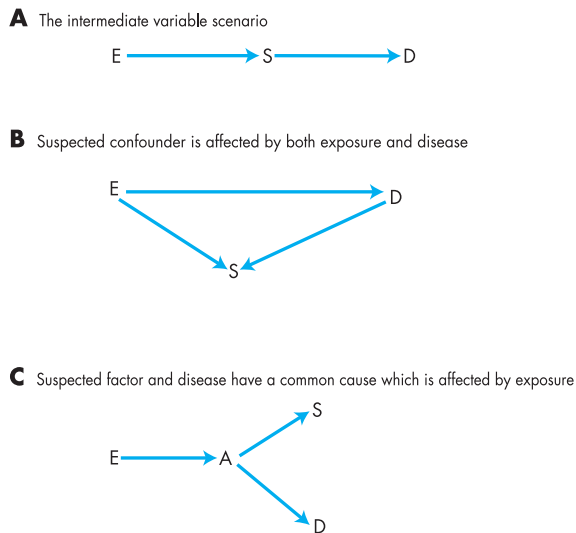 A The intermediate variable scenario
E S D
B Suspected confounder is affected by both exposure and disease
E D
S
C Suspected factor and disease have a common cause which is affected by exposure
S
E A
D